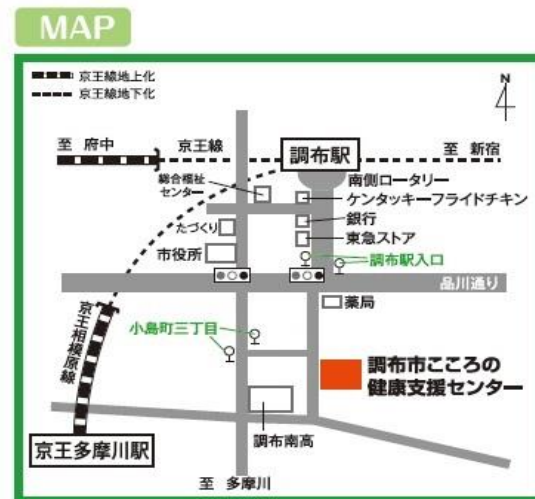 MAP
京王線地上化
京王線地下化
N
至 府中
京王線
調布駅
至 新宿
総合福祉
センター
南側ロータリー
ケンタッキーフライドチキン
たづくり
銀行
市役所
東急ストア
調布駅入口
品川通り
薬局
京王相模原線
小島町三丁目
調布市こころの
健康支援センター
京王多摩川駅
調布南高
至 多摩川